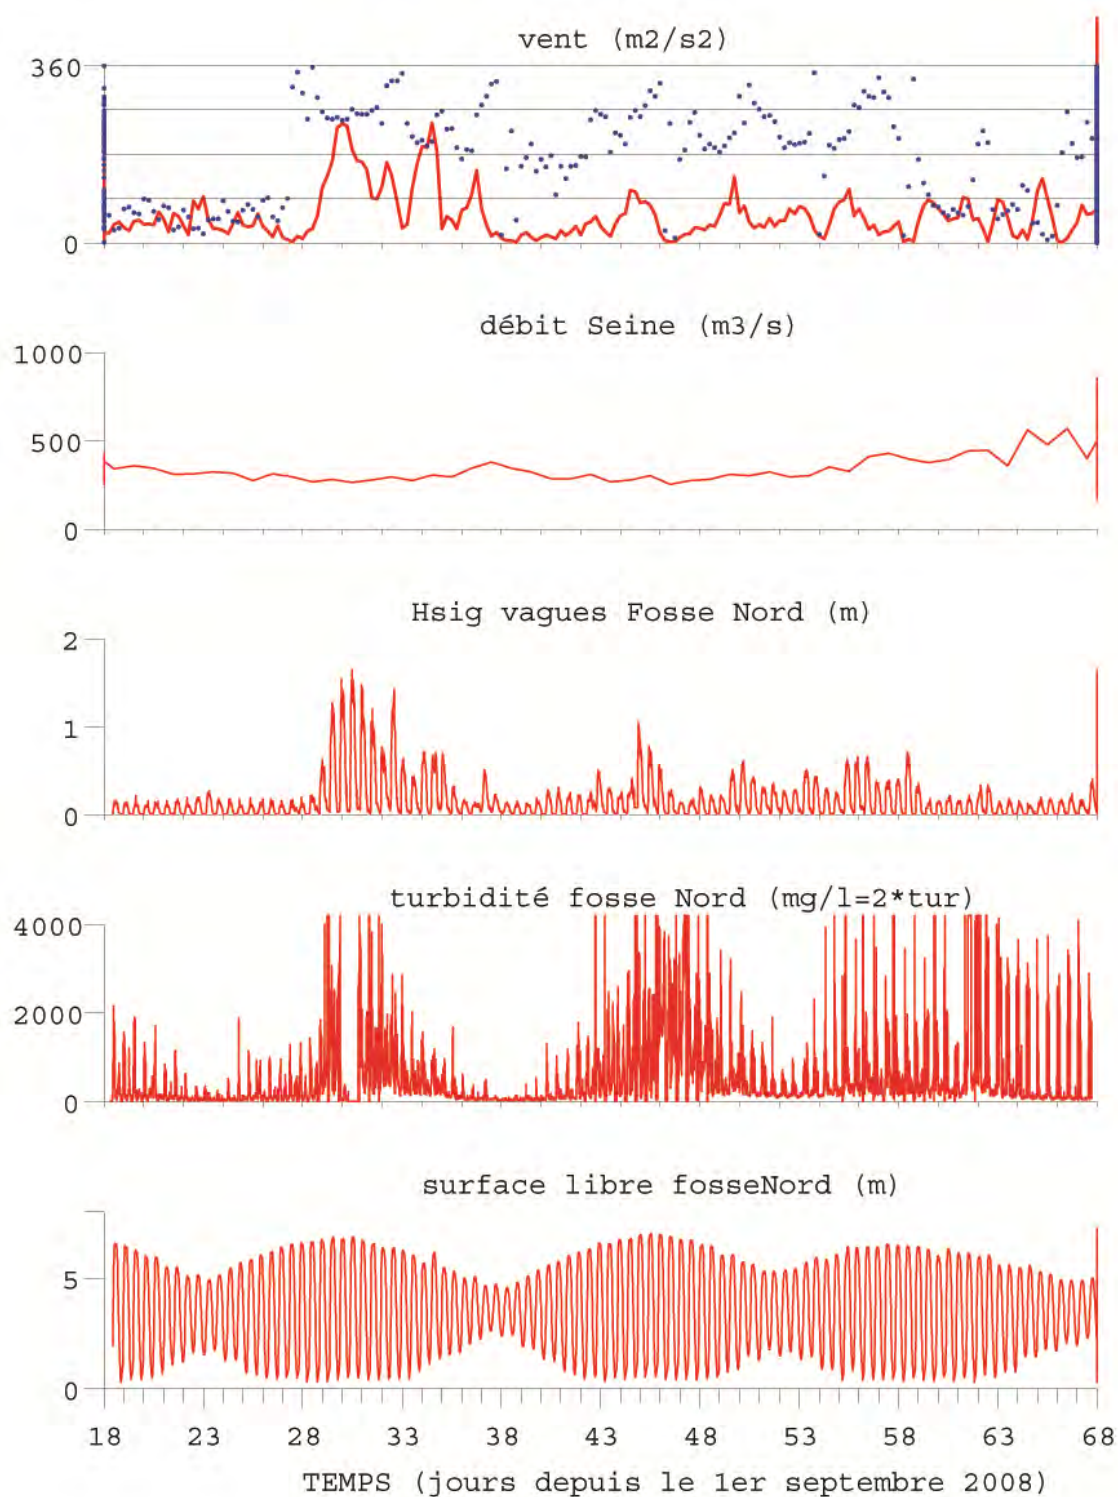 vent (m2/s2)
360
0
débit Seine (m3/s)
1000
500
0
Hsig vagues Fosse Nord (m)
2
1
0
turbidité fosse Nord (mg/l=2*tur)
4000
2000
0
surface libre fosseNord (m)
5
0
18 23 28 33 38 43 48 53 58 63 68
TEMPS (jours depuis le 1er septembre 2008)